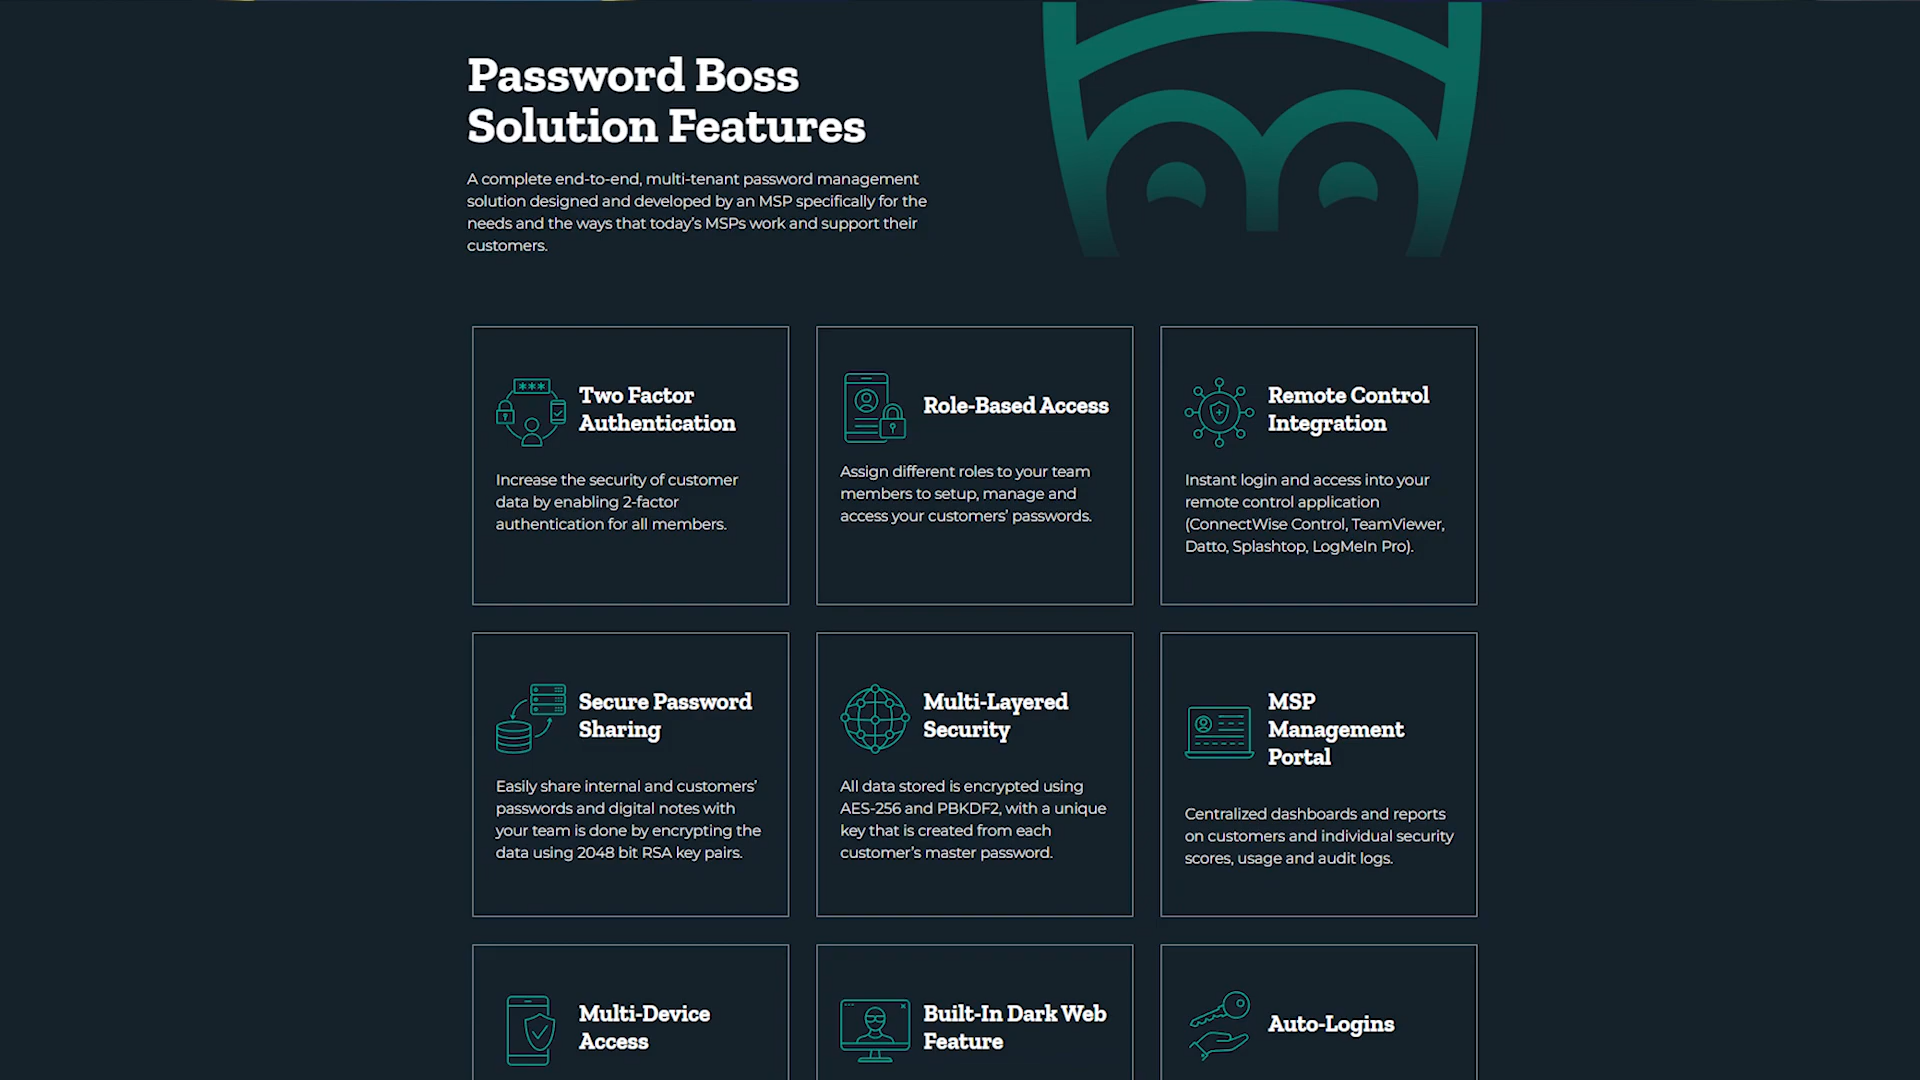 Password Boss
Solution Features
A complete end-to-end, multi-tenant password management
solution designed and developed by an MSP specifically for the
needs and the ways that today's MSPs work and support their
customers.
***
Two Factor
Authentication
Increase the security of customer
data by enabling 2-factor
authentication for all members.
Role-Based Access
Assign different roles to your team
members to setup, manage and
access your customers' passwords.
Remote Control
Integration
Instant login and access into your
remote control application
(ConnectWise Control, TeamViewer,
Datto, Splashtop, LogMeIn Pro).
Secure Password
Sharing
Easily share internal and customers'
passwords and digital notes with
your team is done by encrypting the
data using 2048 bit RSA key pairs.
Multi-Layered
Security
All data stored is encrypted using
AES-256 and PBKDF2, with a unique
key that is created from each
customer's master password.
MSP
Management
Portal
Centralized dashboards and reports
on customers and individual security
scores, usage and audit logs.
Multi-Device
Access
Built-In Dark Web
Feature
Auto-Logins